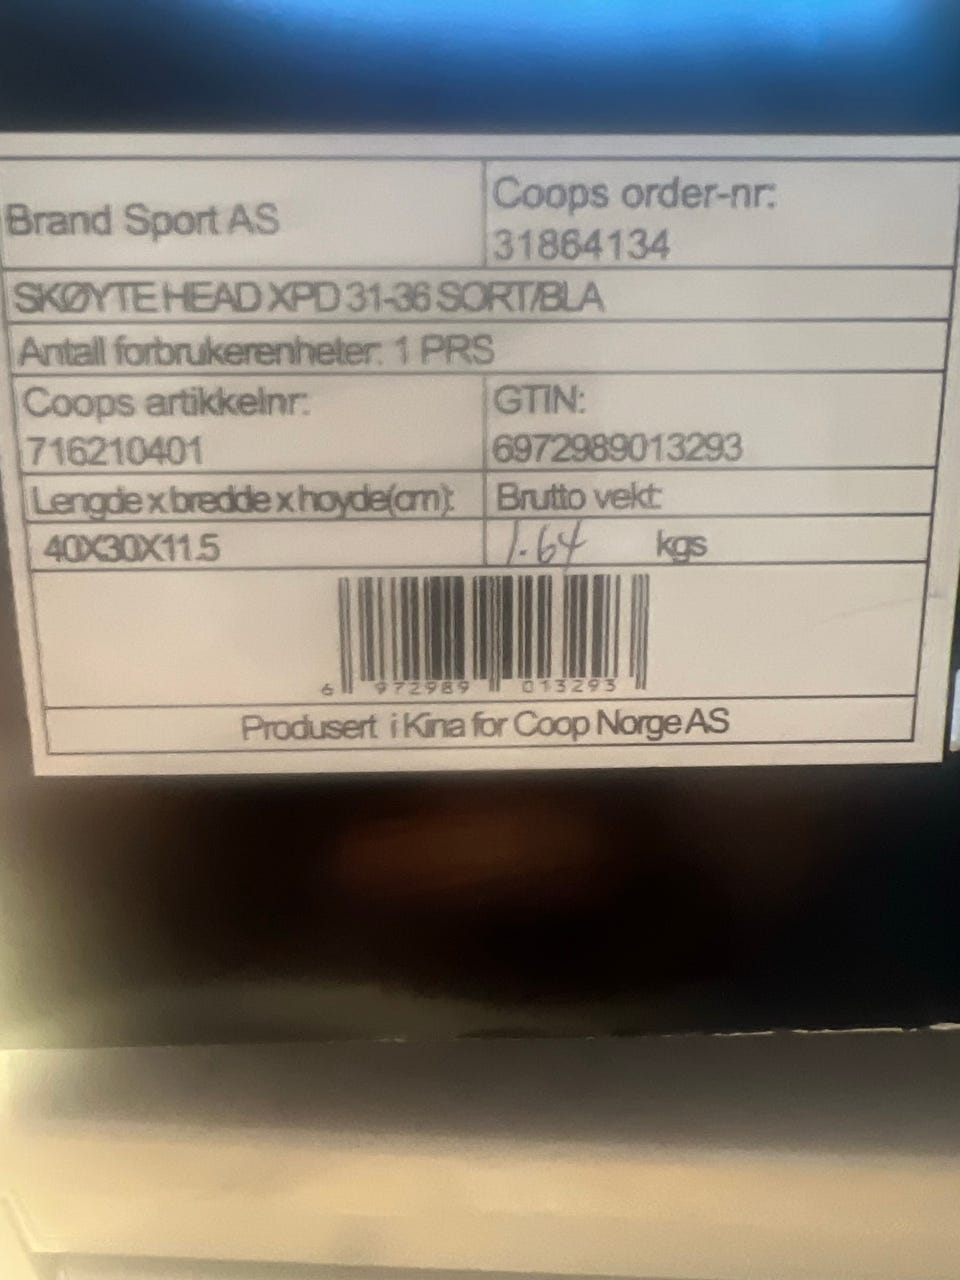 Brand Sport AS
Coops order-nr:
31864134
SKØYTE HEAD XPD 31-36 SORT/BLA
Antall forbrukerenheter: 1 PRS
Coops artikkelnr:
716210401
GTIN:
6972989013293
Lengde x bredde x hoyde(cm):
Brutto vekt:
40X30X11.5
1.64 kgs
6 972989 013293
Produsert i Kina for Coop Norge AS